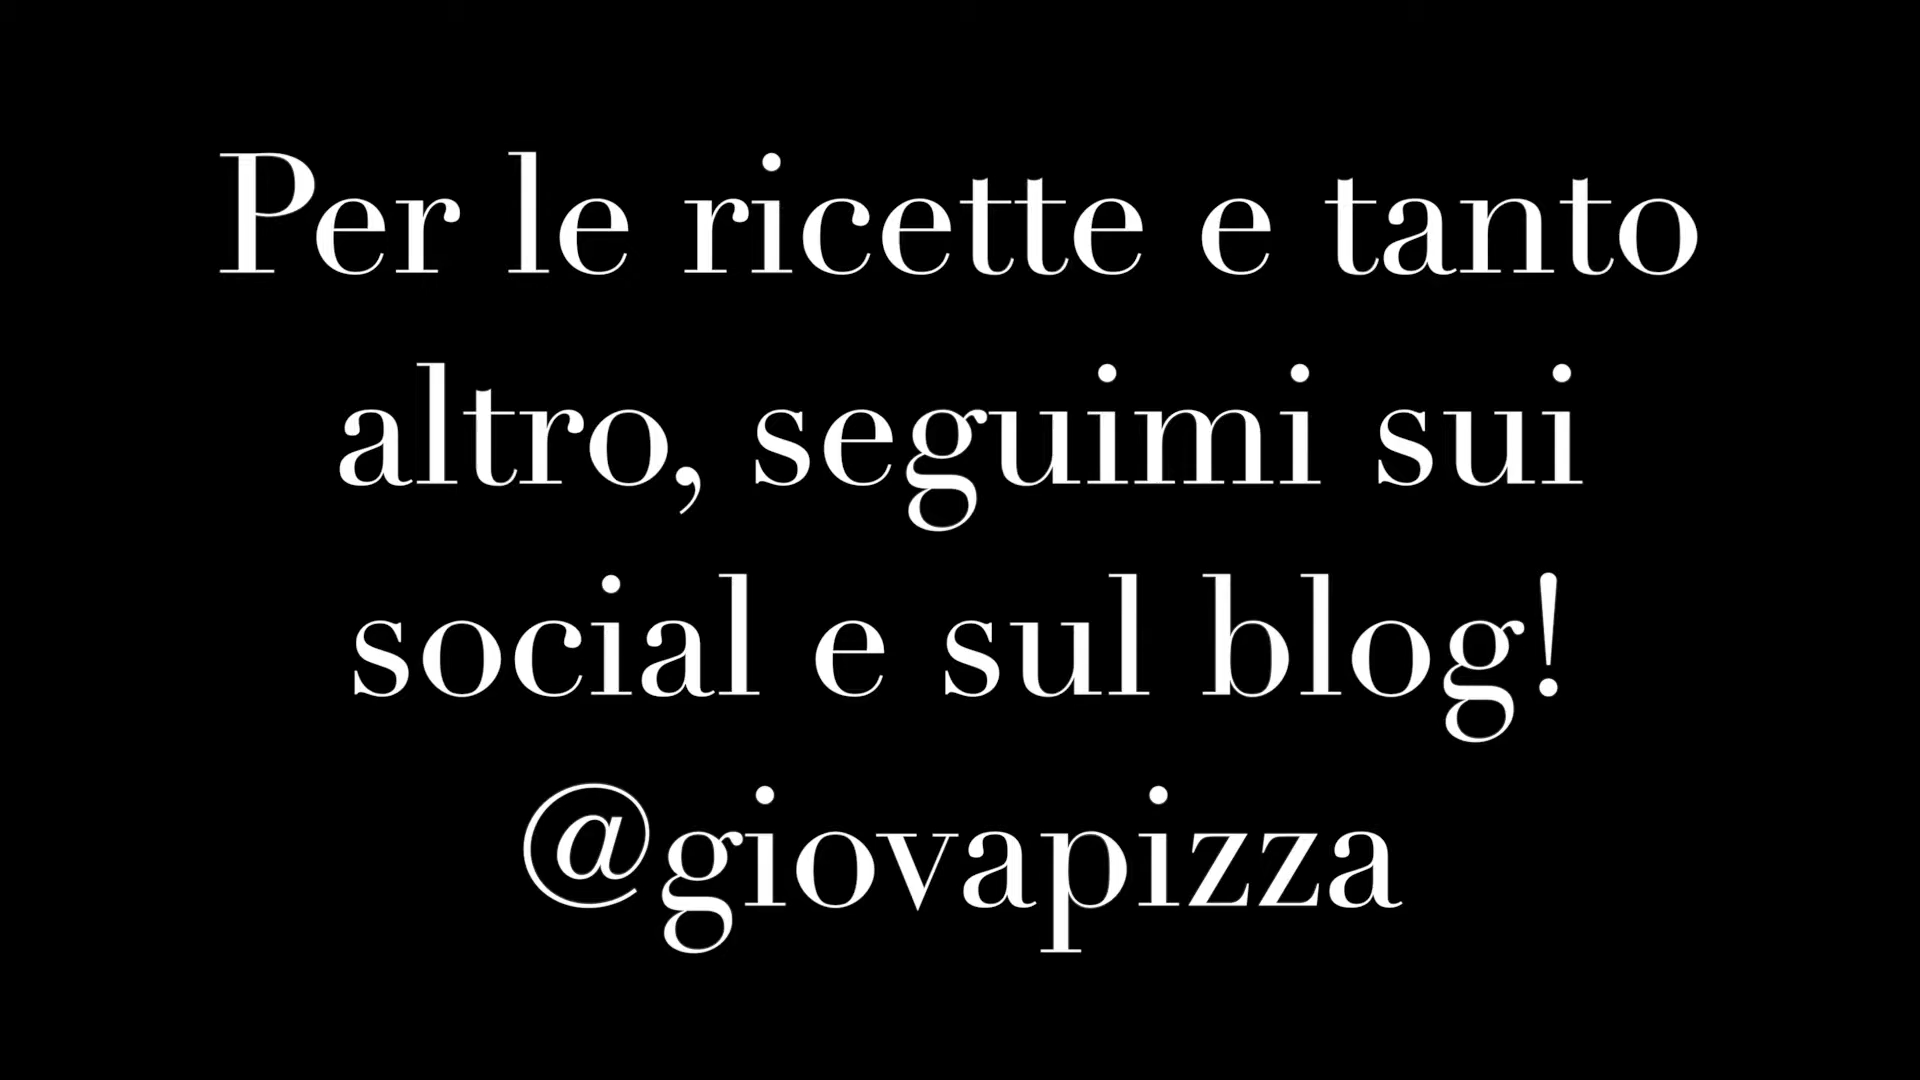 Per le ricette e tanto
altro, seguimi sui
social e sul blog!
@giovapizza